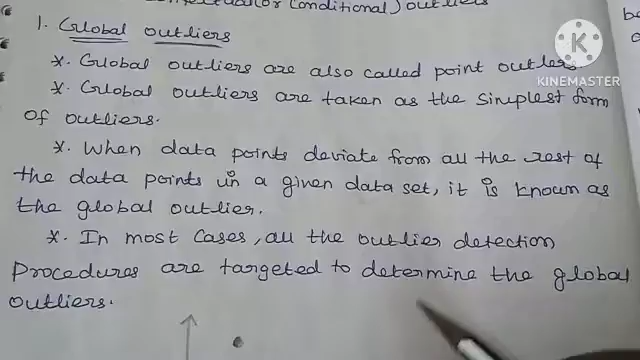 (Conditional) outliers
1. Global outliers
*. Global outliers are also called point outliers
*. Global outliers are taken as the simplest form
of outliers.
*. When data points deviate from all the rest of
the data points in a given data set, it is known as
the global outlier.
*. In most cases, all the outlier detection
Procedures are targeted to determine the global
outliers.
KINEMASTER